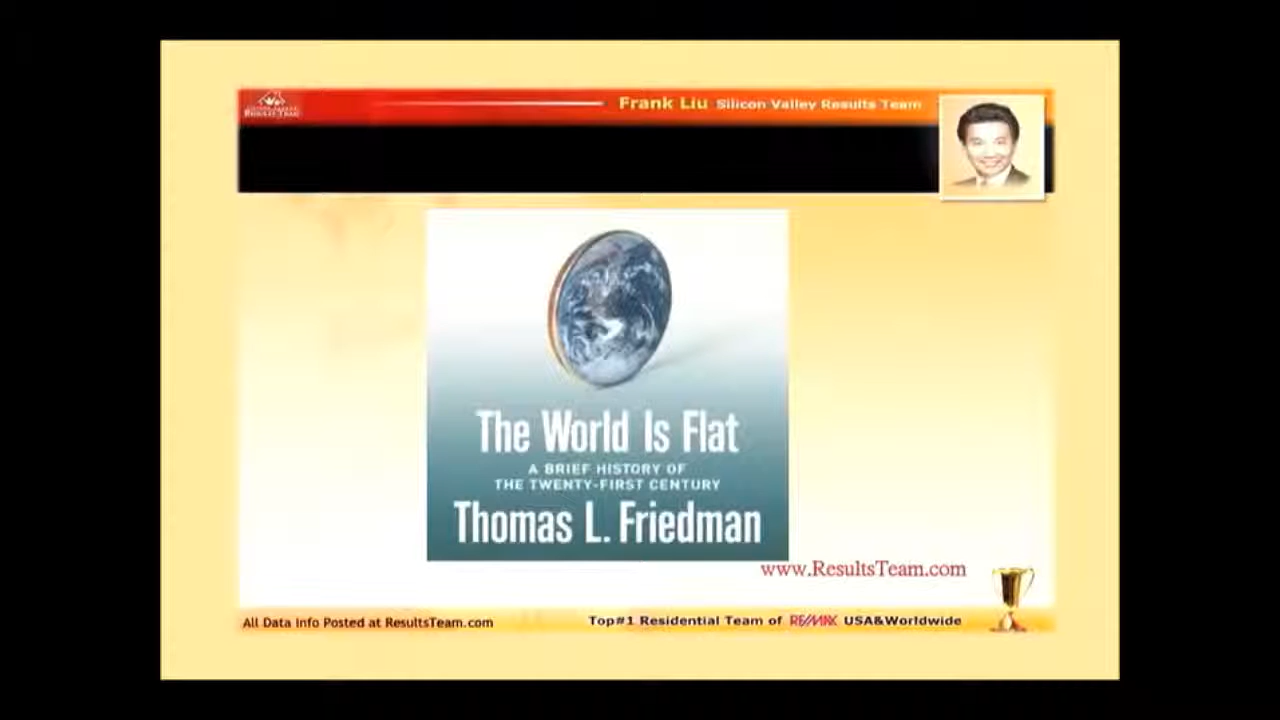 Frank Liu Silicon Valley Results Team
The World Is Flat
A BRIEF HISTORY OF
THE TWENTY-FIRST CENTURY
Thomas L. Friedman
www.ResultsTeam.com
All Data Info Posted at ResultsTeam.com
Top#1 Residential Team of RE/MAX USA&Worldwide